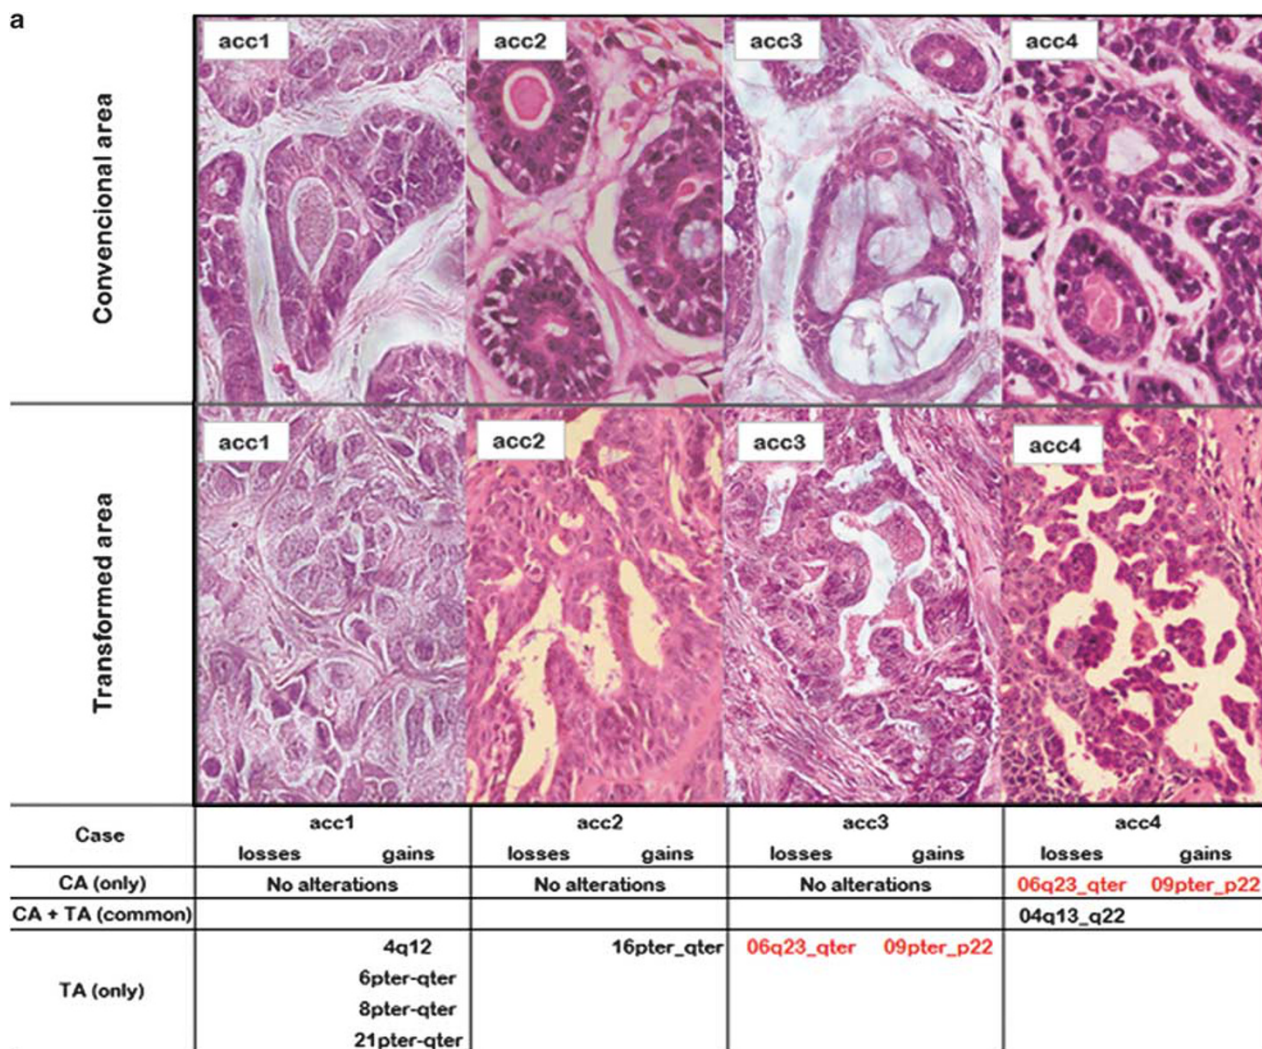 a
Convencional area
acc1 acc2 acc3 acc4
Transformed area
acc1 acc2 acc3 acc4
Case acc1 acc2 acc3 acc4
losses gains losses gains losses gains losses gains
CA (only) No alterations No alterations No alterations 06q23_qter 09pter_p22
CA + TA (common) 04q13_q22
TA (only) 4q12 16pter_qter 06q23_qter 09pter_p22
6pter-qter
8pter-qter
21pter-qter